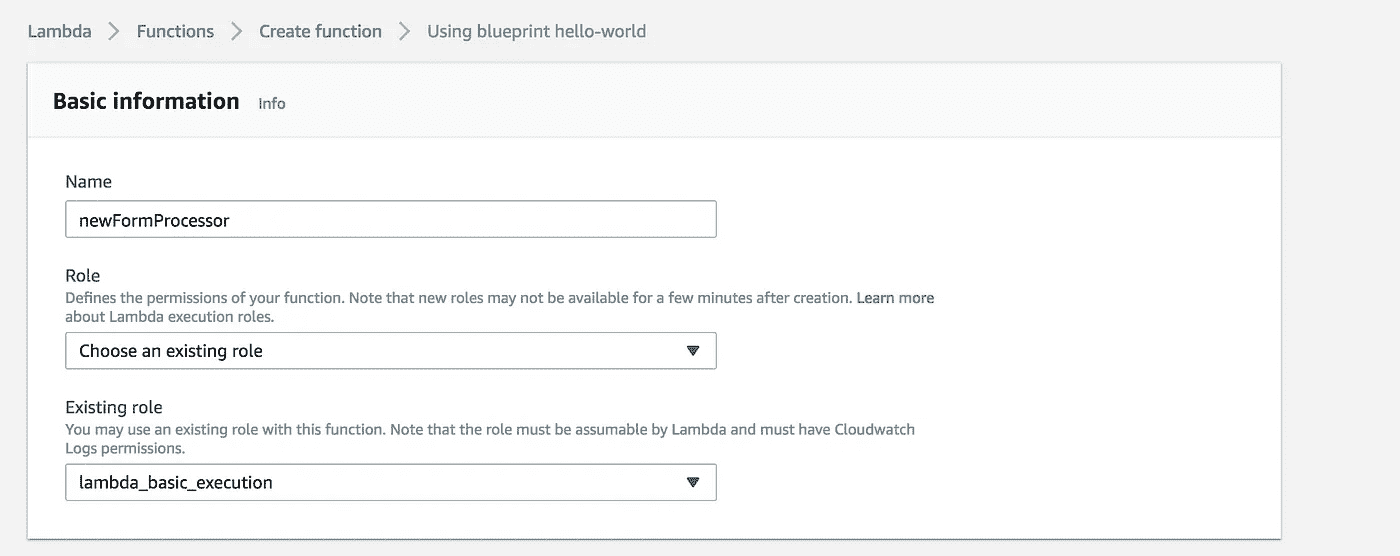 Lambda > Functions > Create function > Using blueprint hello-world
Basic information Info
Name
newFormProcessor
Role
Defines the permissions of your function. Note that new roles may not be available for a few minutes after creation. Learn more
about Lambda execution roles.
Choose an existing role
Existing role
You may use an existing role with this function. Note that the role must be assumable by Lambda and must have Cloudwatch
Logs permissions.
lambda_basic_execution